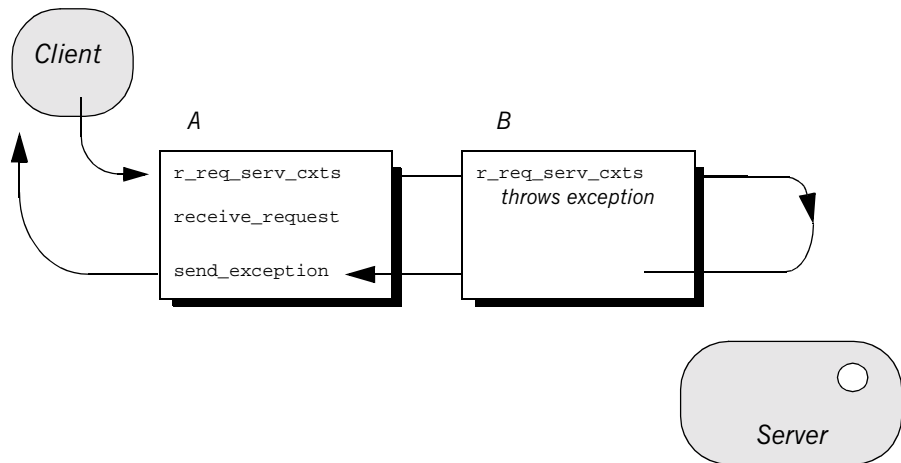 Client
A
B
r_req_serv_cxts
r_req_serv_cxts
throws exception
receive_request
send_exception
Server